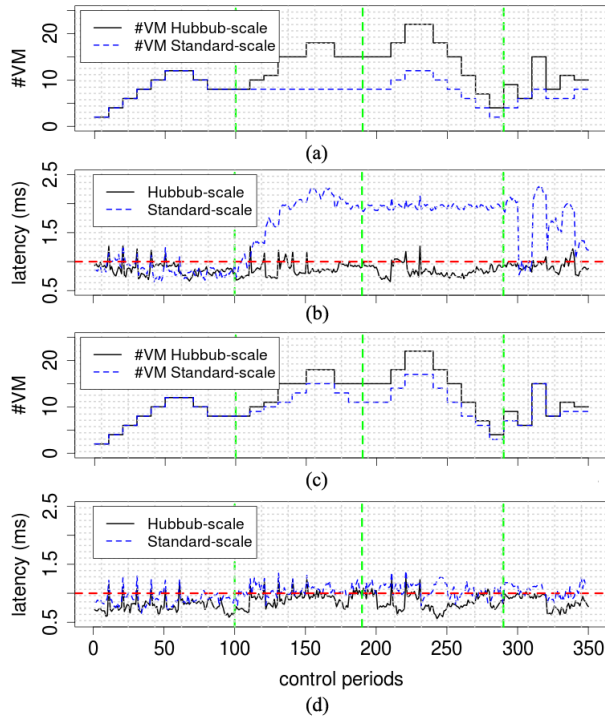 #VM
0
10
20
#VM Hubbub-scale
#VM Standard-scale
(a)
latency (ms)
0.5
1.5
2.5
Hubbub-scale
Standard-scale
(b)
#VM
0
10
20
#VM Hubbub-scale
#VM Standard-scale
(c)
latency (ms)
0.5
1.5
2.5
Hubbub-scale
Standard-scale
0 50 100 150 200 250 300 350
control periods
(d)